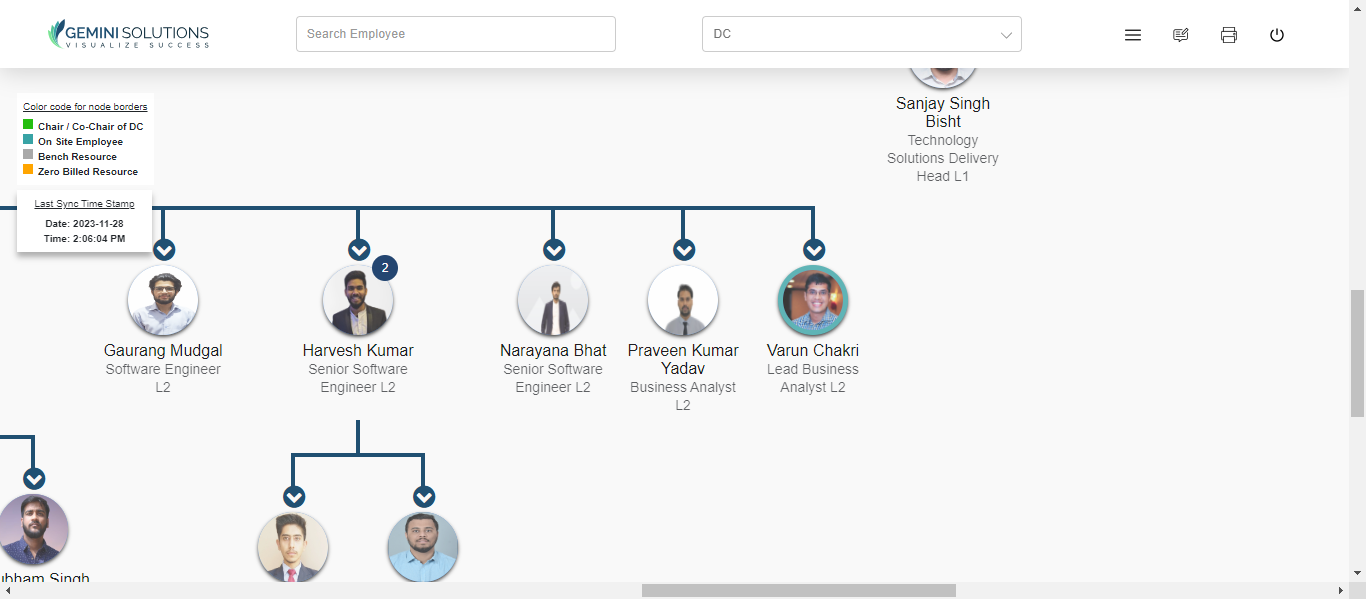 GEMINI SOLUTIONS
VISUALIZE SUCCESS
Search Employee
DC
Sanjay Singh
Bisht
Technology
Solutions Delivery
Head L1
Color code for node borders
Chair / Co-Chair of DC
On Site Employee
Bench Resource
Zero Billed Resource
Last Sync Time Stamp
Date: 2023-11-28
Time: 2:06:04 PM
2
Gaurang Mudgal
Software Engineer
L2
Harvesh Kumar
Senior Software
Engineer L2
Narayana Bhat
Senior Software
Engineer L2
Praveen Kumar
Yadav
Business Analyst
L2
Varun Chakri
Lead Business
Analyst L2
Singh